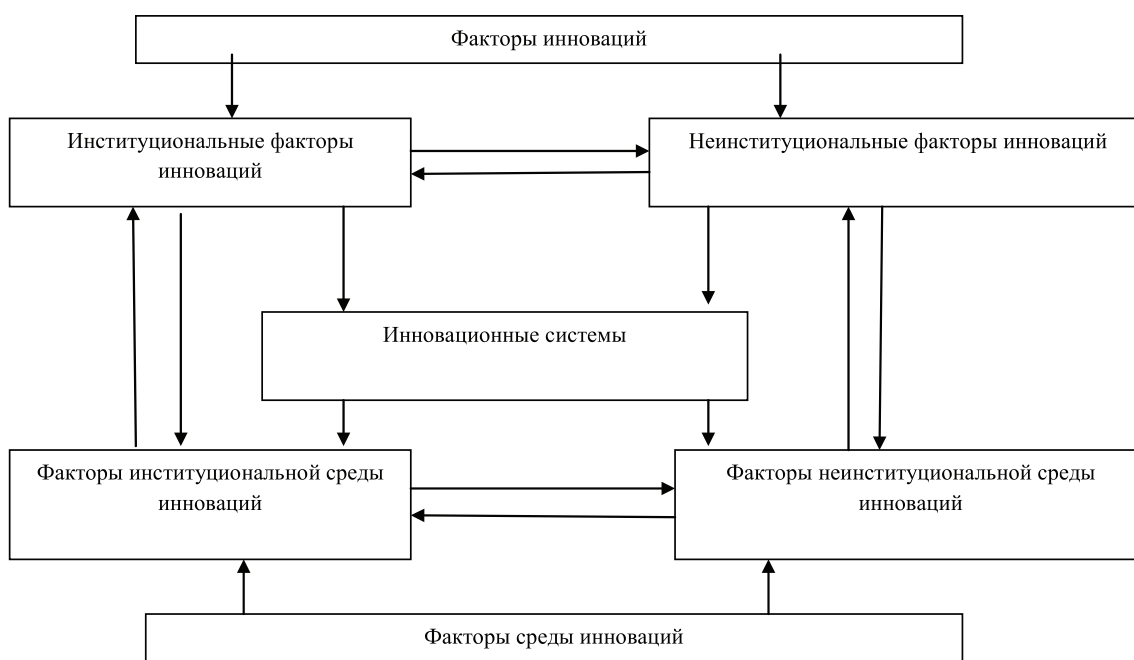 Факторы инноваций
Институциональные факторы
инноваций
Неинституциональные факторы инноваций
Инновационные системы
Факторы институциональной среды
инноваций
Факторы неинституциональной среды
инноваций
Факторы среды инноваций